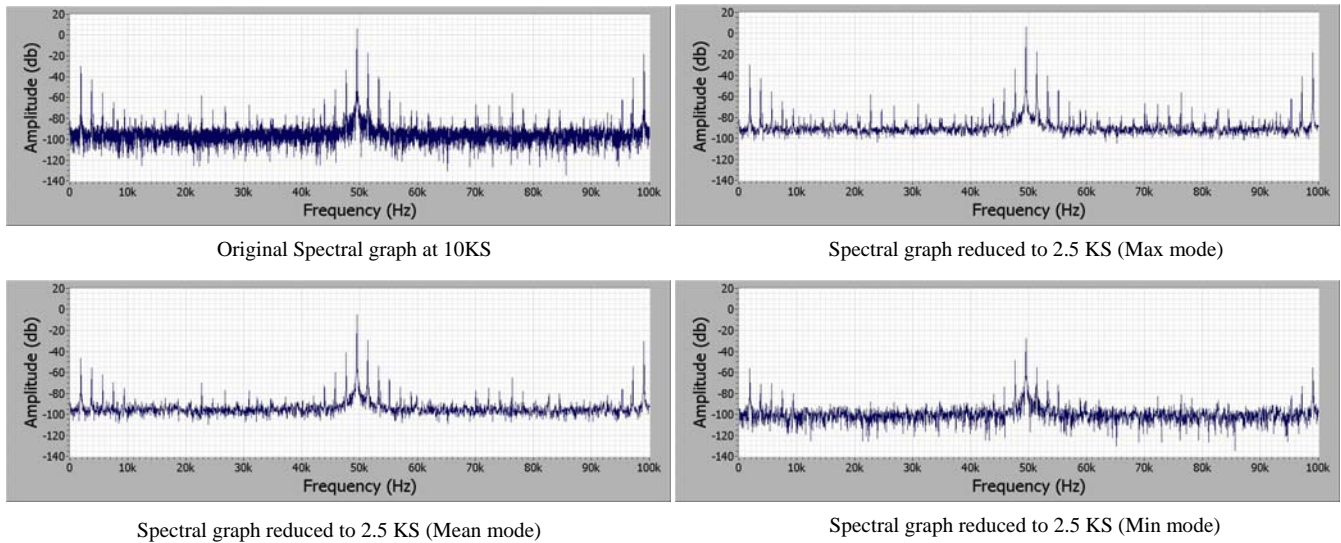 20
0
-20
-40
-60
-80
-100
-120
-140
Amplitude (db)
0 10k 20k 30k 40k 50k 60k 70k 80k 90k 100k
Frequency (Hz)
Original Spectral graph at 10KS
20
0
-20
-40
-60
-80
-100
-120
-140
Amplitude (db)
0 10k 20k 30k 40k 50k 60k 70k 80k 90k 100k
Frequency (Hz)
Spectral graph reduced to 2.5 KS (Max mode)
20
0
-20
-40
-60
-80
-100
-120
-140
Amplitude (db)
0 10k 20k 30k 40k 50k 60k 70k 80k 90k 100k
Frequency (Hz)
Spectral graph reduced to 2.5 KS (Mean mode)
20
0
-20
-40
-60
-80
-100
-120
-140
Amplitude (db)
0 10k 20k 30k 40k 50k 60k 70k 80k 90k 100k
Frequency (Hz)
Spectral graph reduced to 2.5 KS (Min mode)